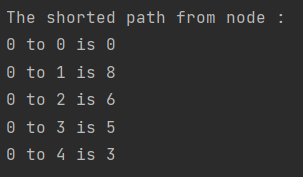 The shorted path from node :
0 to 0 is 0
0 to 1 is 8
0 to 2 is 6
0 to 3 is 5
0 to 4 is 3